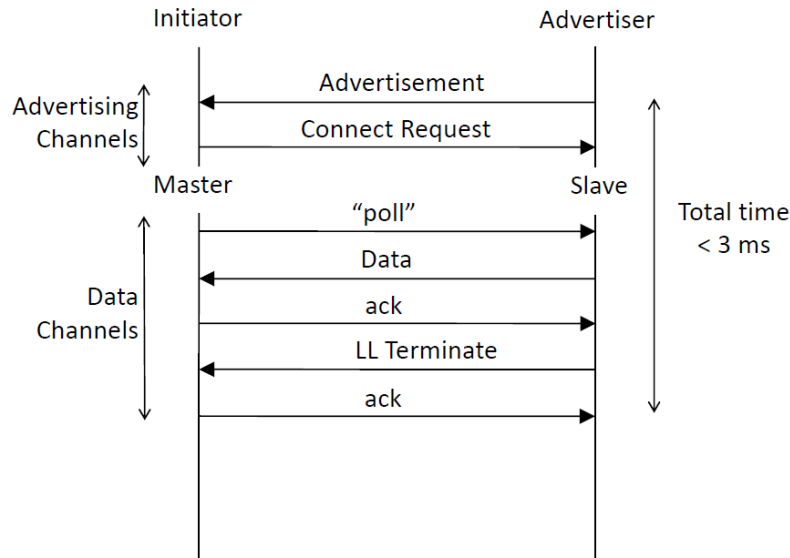 Initiator
Advertiser
Advertisement
Advertising
Channels
Connect Request
Master
Slave
"poll"
Total time
< 3 ms
Data
Data
Channels
ack
LL Terminate
ack